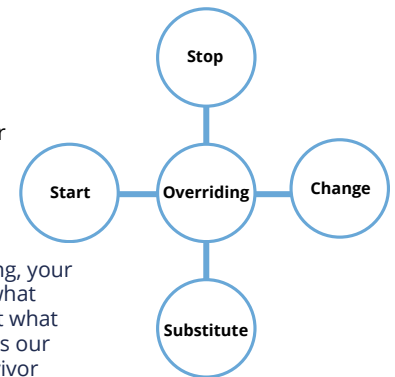 Stop
r
Start
Overriding
Change
ng, your
what
t what
s our
ivor
Substitute